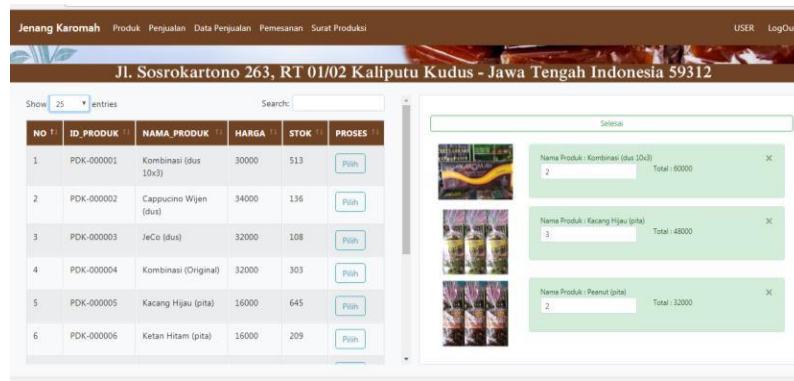 Jenang Karomah Produk Penjualan Data Penjualan Pemesanan Surat Produksi USER LogOu
Jl. Sosrokartono 263, RT 01/02 Kaliputu Kudus - Jawa Tengah Indonesia 59312
Show 25 entries Search:
NO ID_PRODUK NAMA_PRODUK HARGA STOK PROSES
1 PDK-000001 Kombinasi (dus 10x3) 30000 513 Pilih
2 PDK-000002 Cappucino Wijen (dus) 34000 136 Pilih
3 PDK-000003 JeCo (dus) 32000 108 Pilih
4 PDK-000004 Kombinasi (Original) 32000 303 Pilih
5 PDK-000005 Kacang Hijau (pita) 16000 645 Pilih
6 PDK-000006 Ketan Hitam (pita) 16000 209 Pilih
Selesai
Nama Produk : Kombinasi (dus 10x3)
2 Total : 60000
Nama Produk : Kacang Hijau (pita)
3 Total : 48000
Nama Produk : Peanut (pita)
2 Total : 32000